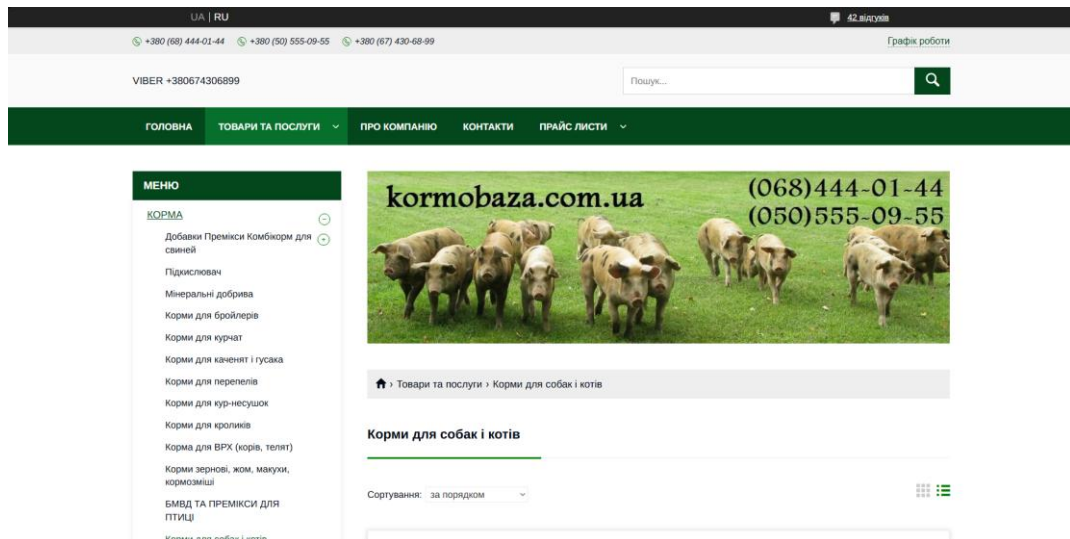 UA | RU
42 відгуків
+380 (68) 444-01-44 +380 (50) 555-09-55 +380 (67) 430-68-99
Графік роботи
VIBER +380674306899
Пошук...
ГОЛОВНА ТОВАРИ ТА ПОСЛУГИ ПРО КОМПАНІЮ КОНТАКТИ ПРАЙС ЛИСТИ
МЕНЮ
КОРМА
Добавки Премікси Комбікорм для
свиней
Підкислювач
Мінеральні добрива
Корми для бройлерів
Корми для курчат
Корми для каченят і гусака
Корми для перепелів
Корми для кур-несушок
Корми для кроликів
Корма для ВРХ (корів, телят)
Корми зернові, жом, макухи,
кормозміші
БМВД ТА ПРЕМІКСИ ДЛЯ
ПТИЦІ
Корми для собак і котів
kormobaza.com.ua
(068)444-01-44
(050)555-09-55
› Товари та послуги › Корми для собак і котів
Корми для собак і котів
Сортування: за порядком